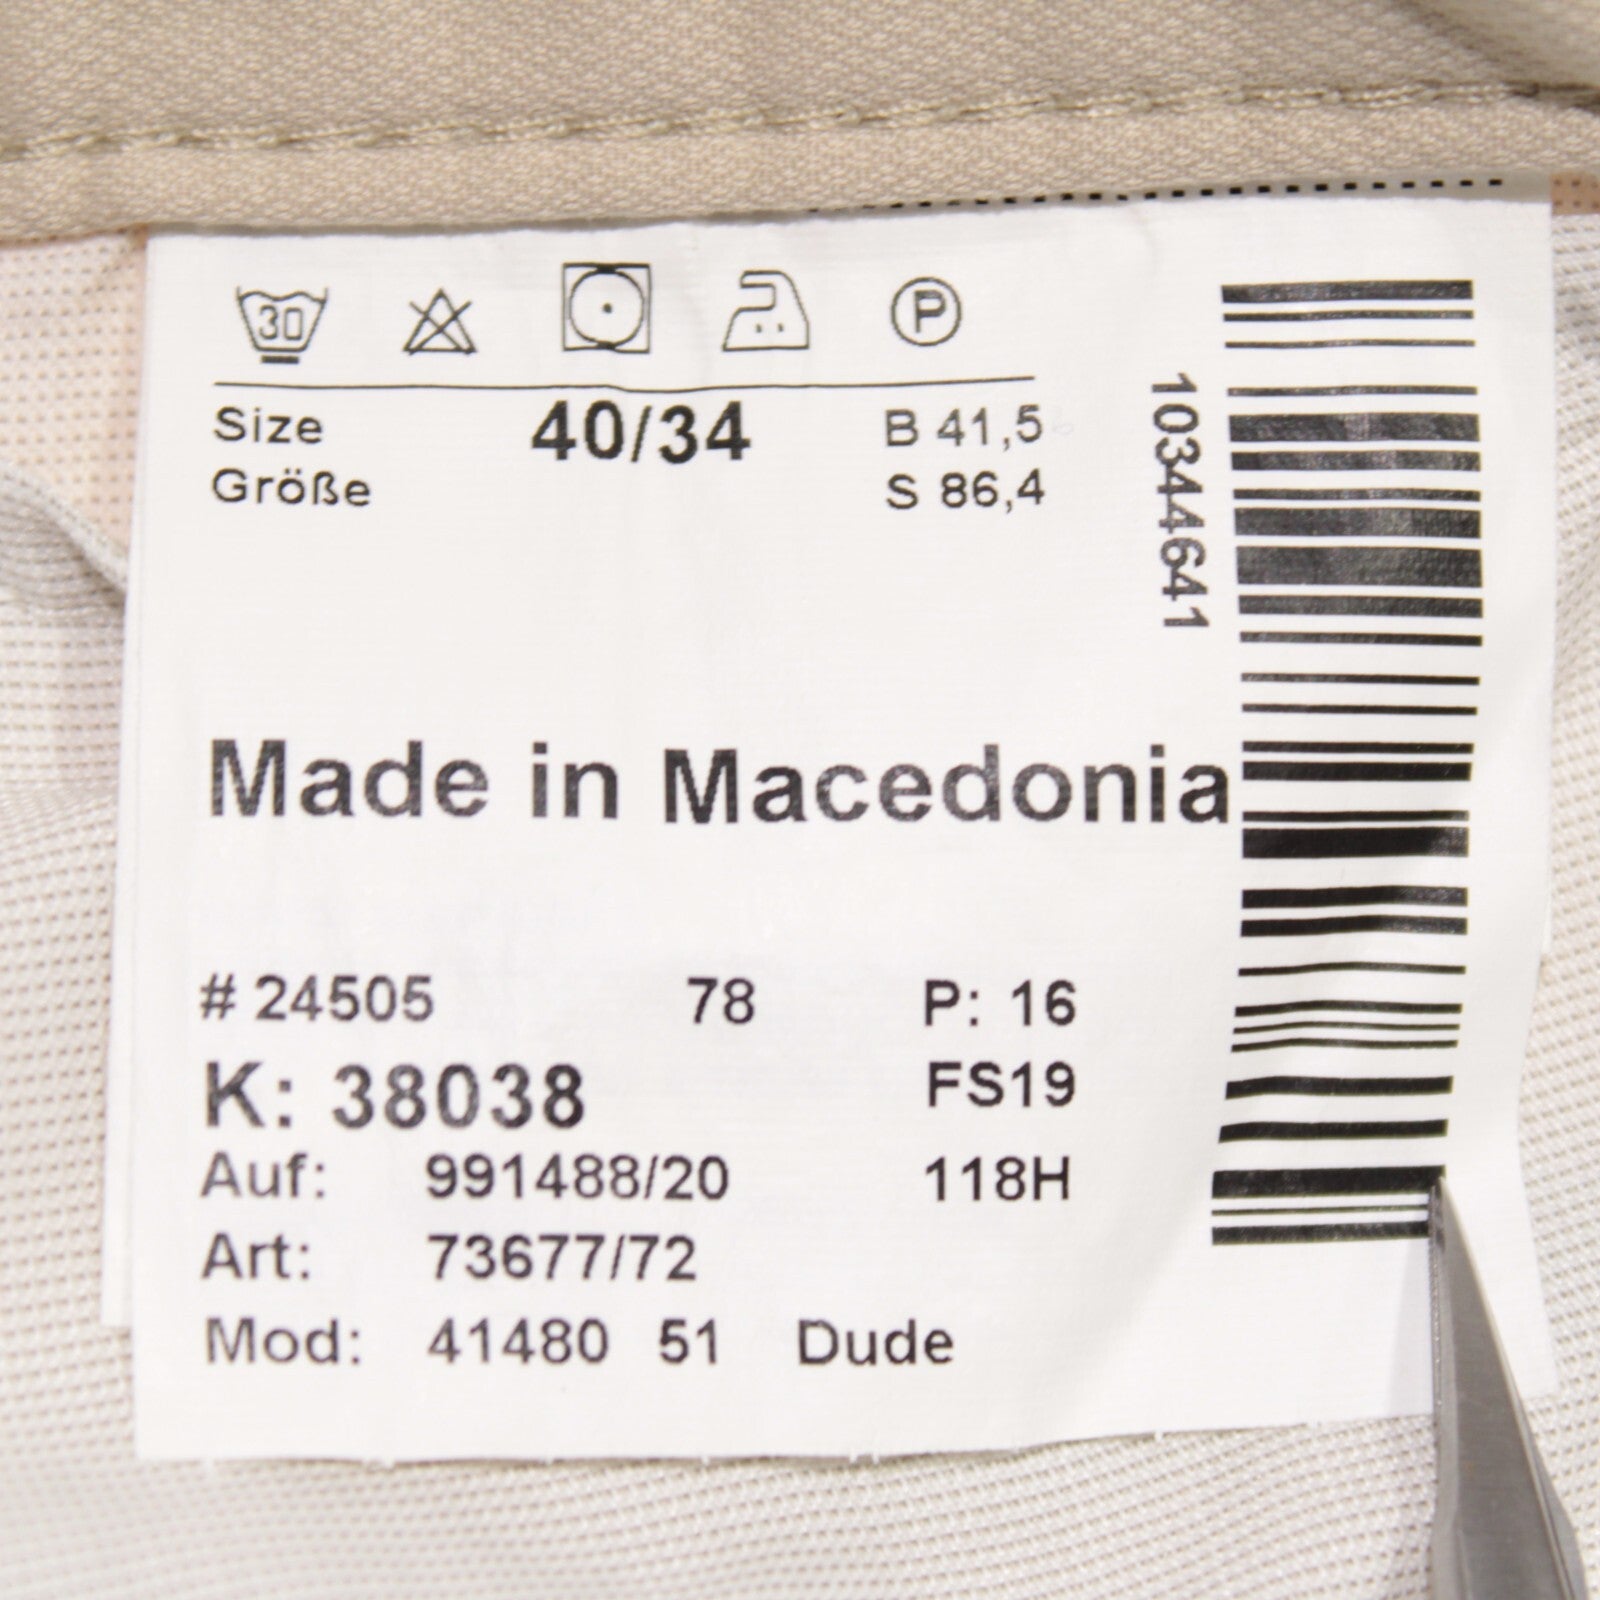 30 P
Size 40/34 B 41,5
Größe S 86,4
10344641
Made in Macedonia
# 24505 78 P: 16
K: 38038 FS19
Auf: 991488/20 118H
Art: 73677/72
Mod: 41480 51 Dude